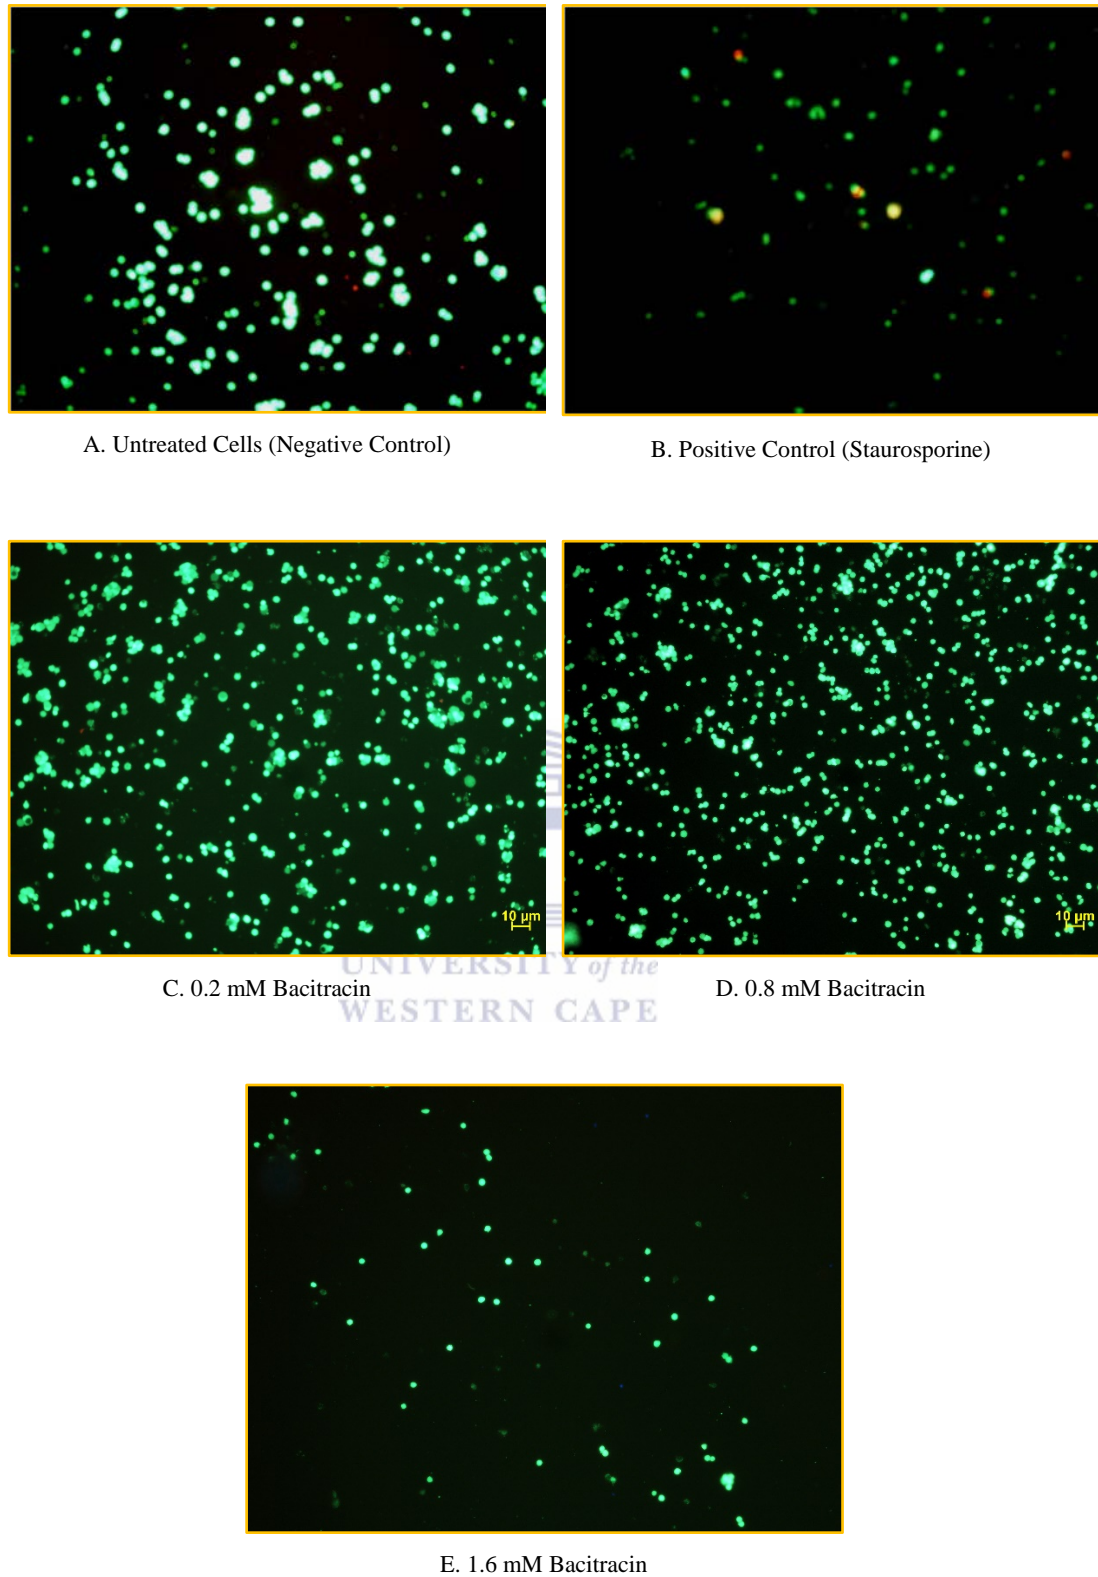 A. Untreated Cells (Negative Control)
B. Positive Control (Staurosporine)
10 µm
10 µm
UNIVERSITY of the
WESTERN CAPE
C. 0.2 mM Bacitracin
D. 0.8 mM Bacitracin
E. 1.6 mM Bacitracin